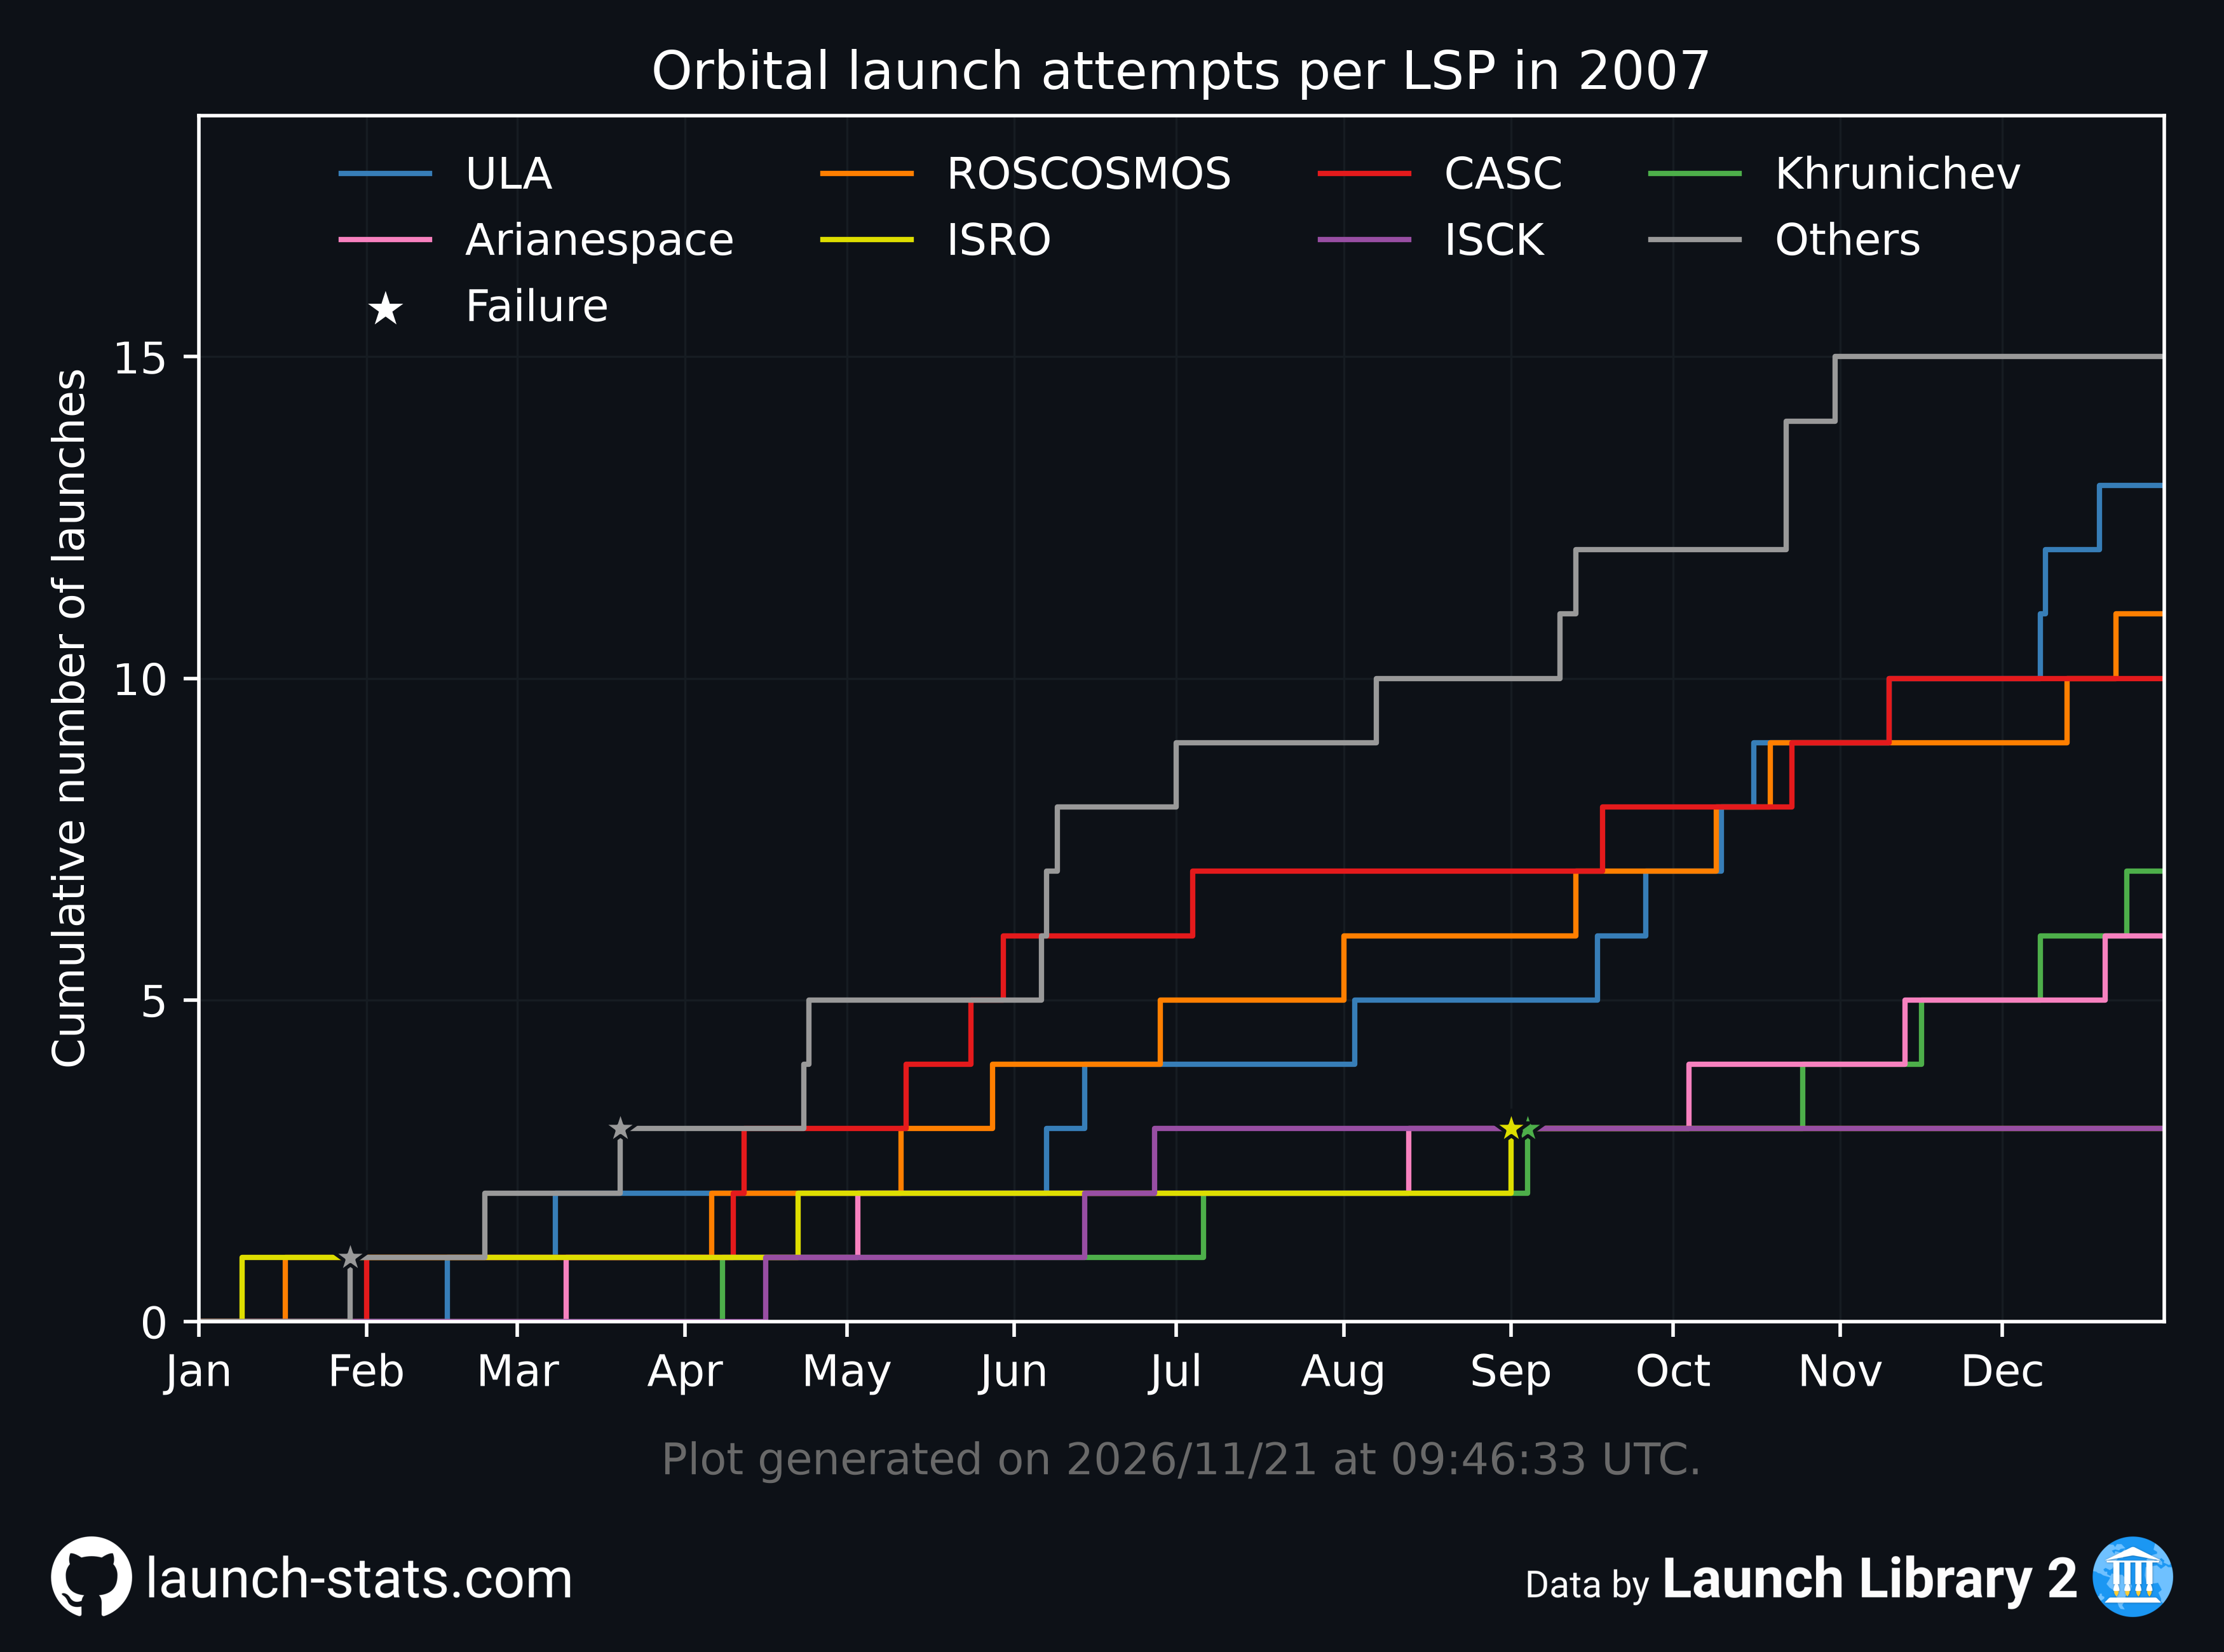 Orbital launch attempts per LSP in 2007
ULA ROSCOSMOS CASC Khrunichev
Arianespace ISRO ISCK Others
Failure
Cumulative number of launches
15
10
5
0
Jan Feb Mar Apr May Jun Jul Aug Sep Oct Nov Dec
Plot generated on 2026/11/21 at 09:46:33 UTC.
launch-stats.com
Data by Launch Library 2